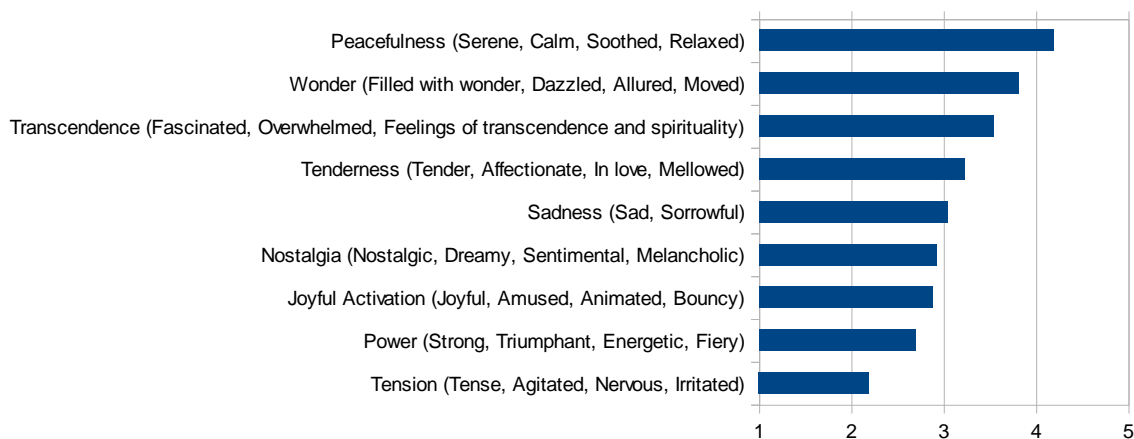 Peacefulness (Serene, Calm, Soothed, Relaxed)
Wonder (Filled with wonder, Dazzled, Allured, Moved)
Transcendence (Fascinated, Overwhelmed, Feelings of transcendence and spirituality)
Tenderness (Tender, Affectionate, In love, Mellowed)
Sadness (Sad, Sorrowful)
Nostalgia (Nostalgic, Dreamy, Sentimental, Melancholic)
Joyful Activation (Joyful, Amused, Animated, Bouncy)
Power (Strong, Triumphant, Energetic, Fiery)
Tension (Tense, Agitated, Nervous, Irritated)
1 2 3 4 5